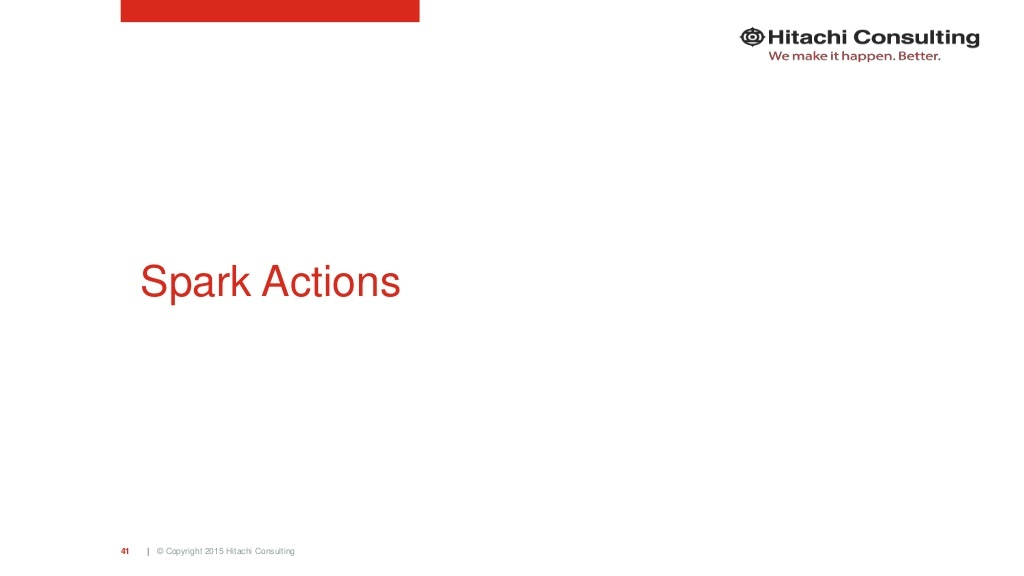 Hitachi Consulting
We make it happen. Better.
Spark Actions
41 | © Copyright 2015 Hitachi Consulting